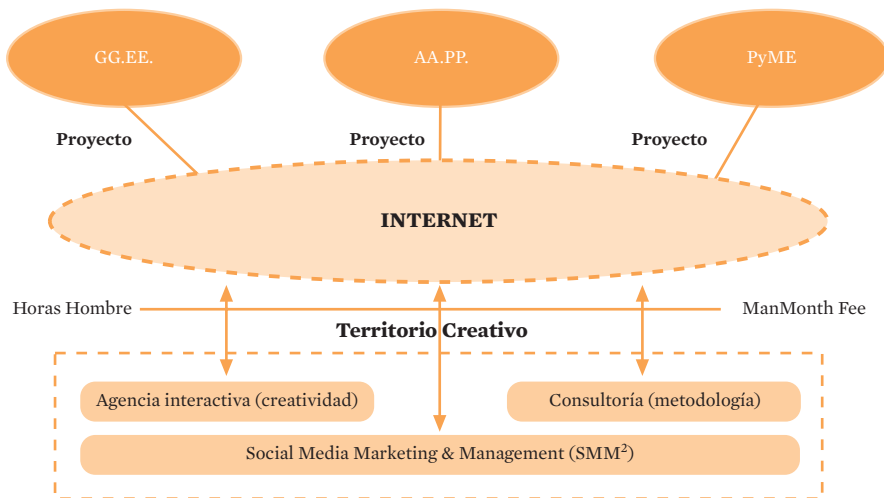 GG.EE.
AA.PP.
PyME
Proyecto
Proyecto
Proyecto
INTERNET
Horas Hombre
ManMonth Fee
Territorio Creativo
Agencia interactiva (creatividad)
Consultoría (metodología)
Social Media Marketing & Management (SMM²)